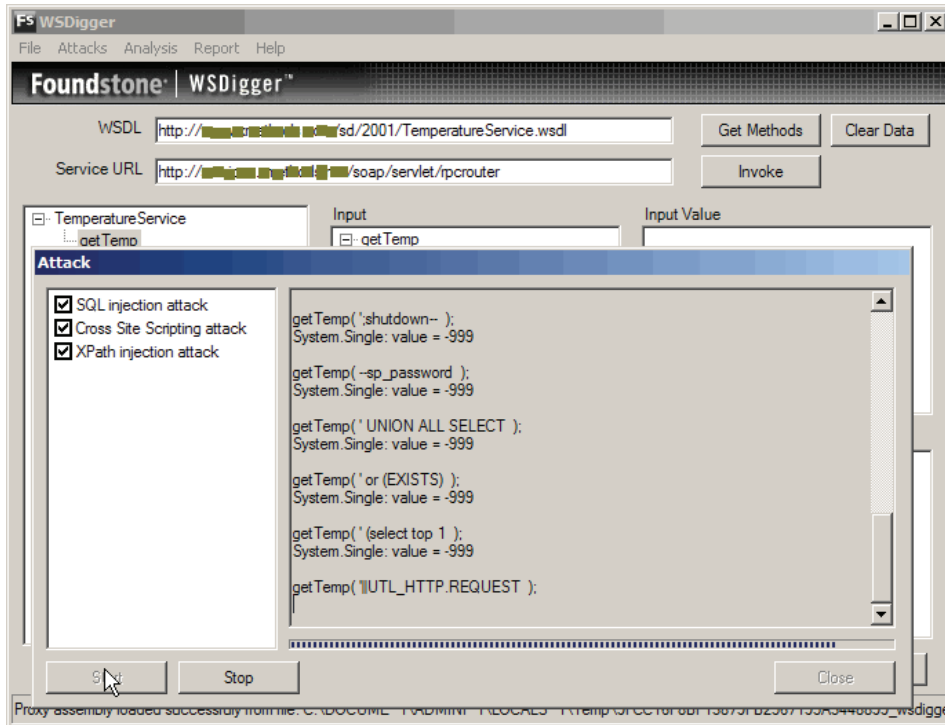 Fs WSDigger
File Attacks Analysis Report Help
Foundstone | WSDigger™
WSDL http:// /sd/2001/TemperatureService.wsdl Get Methods Clear Data
Service URL http:// /soap/servlet/rpcrouter Invoke
TemperatureService Input Input Value
getTemp getTemp
Attack
SQL injection attack
Cross Site Scripting attack
XPath injection attack
getTemp( ';shutdown-- );
System.Single: value = -999
getTemp( --sp_password );
System.Single: value = -999
getTemp( ' UNION ALL SELECT );
System.Single: value = -999
getTemp( ' or (EXISTS) );
System.Single: value = -999
getTemp( ' (select top 1 );
System.Single: value = -999
getTemp( '||UTL_HTTP.REQUEST );
Start Stop Close
Proxy assembly loaded successfully from file: C:\DOCUME~1\ADMINI~1\LOCALS~1\Temp\